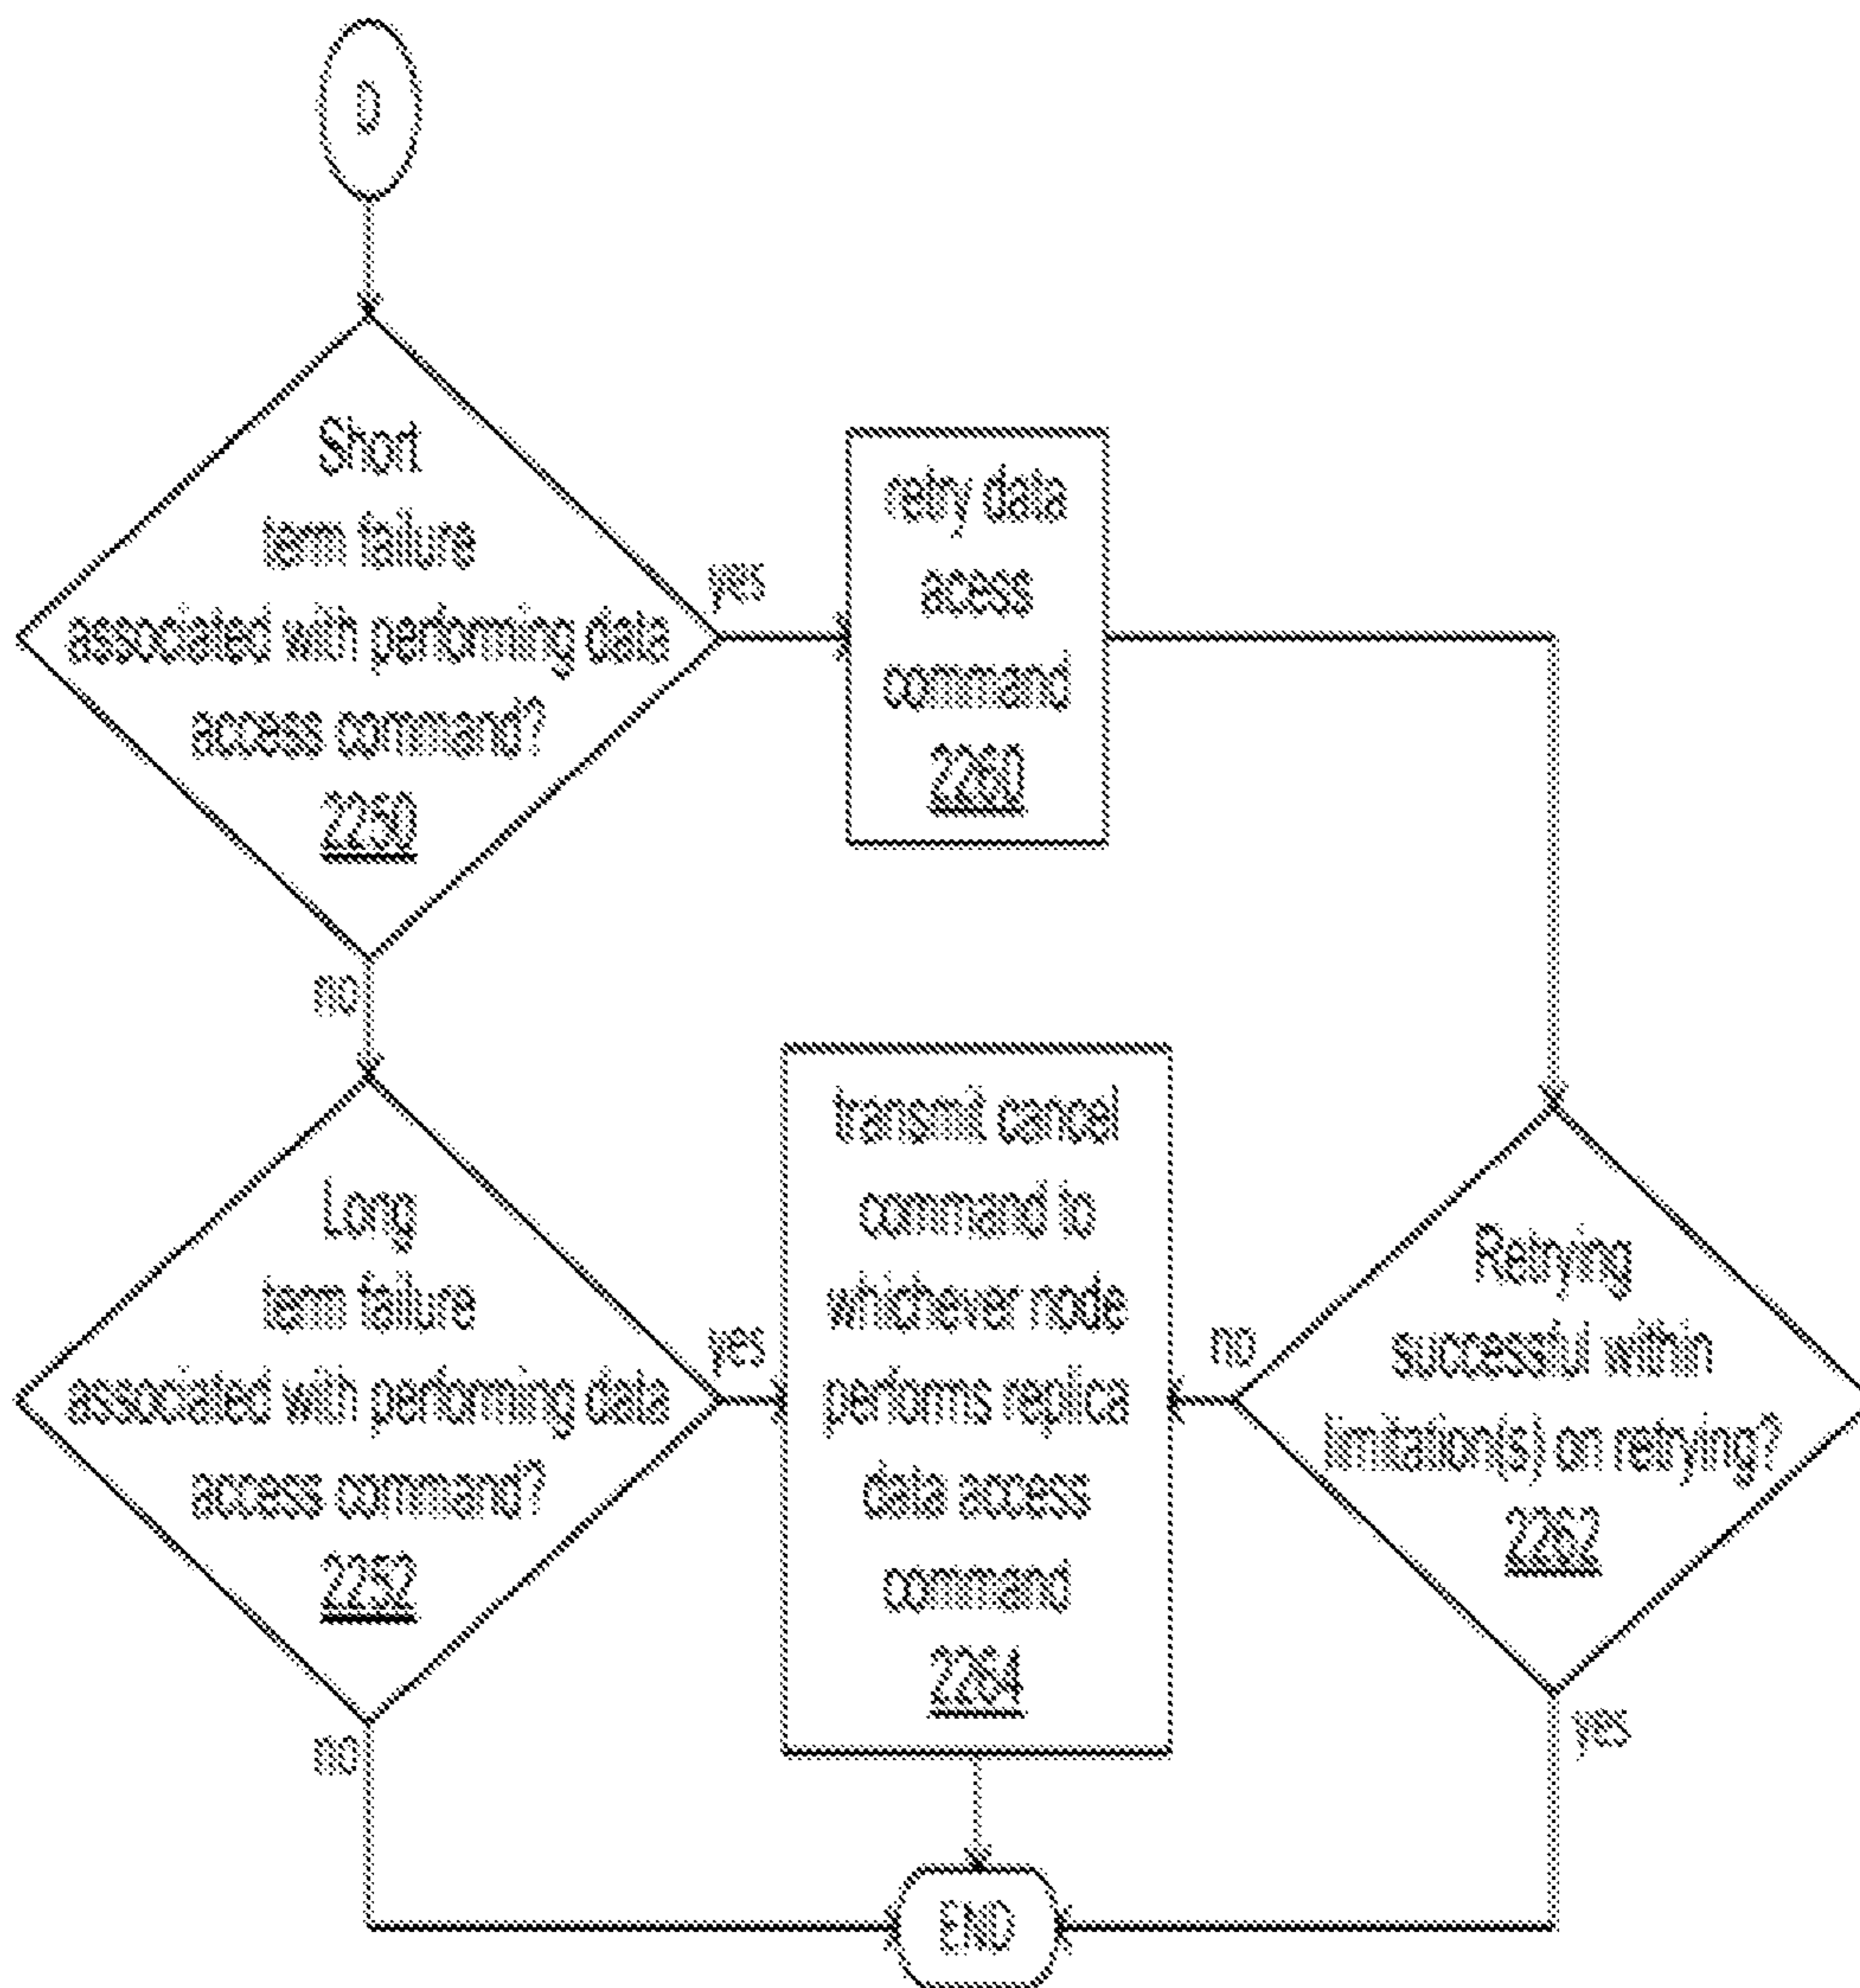 D
Short
term failure
associated with performing data
access command?
2250
yes
retry data
acess
command
2260
no
Long
term failure
associated with performing data
access command?
2252
yes
transmit cancel
command to
whichever node
performs replica
data access
command
2264
no
Retrying
successful within
limitation(s) on retrying?
2262
no
yes
END